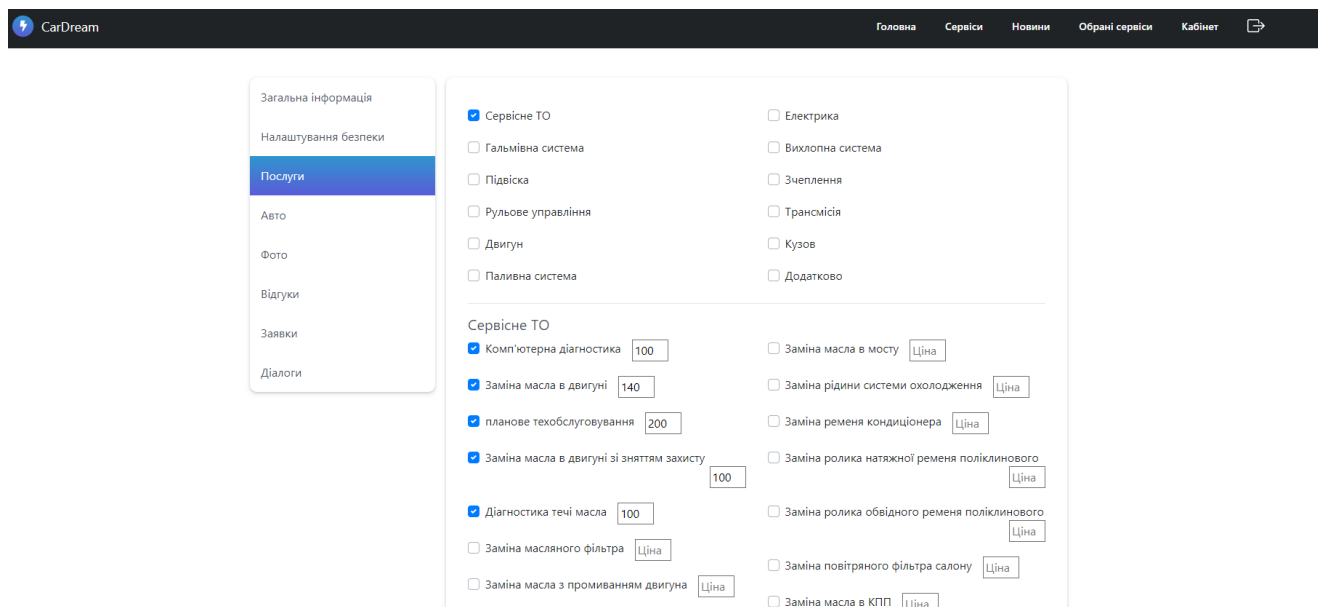 CarDream
Головна Сервіси Новини Обрані сервіси Кабінет
Загальна інформація
Налаштування безпеки
Послуги
Авто
Фото
Відгуки
Заявки
Діалоги
Сервісне ТО
Електрика
Гальмівна система
Вихлопна система
Підвіска
Зчеплення
Рульове управління
Трансмісія
Двигун
Кузов
Паливна система
Додатково
Сервісне ТО
Комп'ютерна діагностика 100
Заміна масла в мосту Ціна
Заміна масла в двигуні 140
Заміна рідини системи охолодження Ціна
планове техобслуговування 200
Заміна ременя кондиціонера Ціна
Заміна масла в двигуні зі зняттям захисту
100
Заміна ролика натяжної ременя поліклинового
Ціна
Діагностика течі масла 100
Заміна ролика обвідного ременя поліклинового
Ціна
Заміна масляного фільтра Ціна
Заміна повітряного фільтра салону Ціна
Заміна масла з промиванням двигуна Ціна
Заміна масла в КПП Ціна